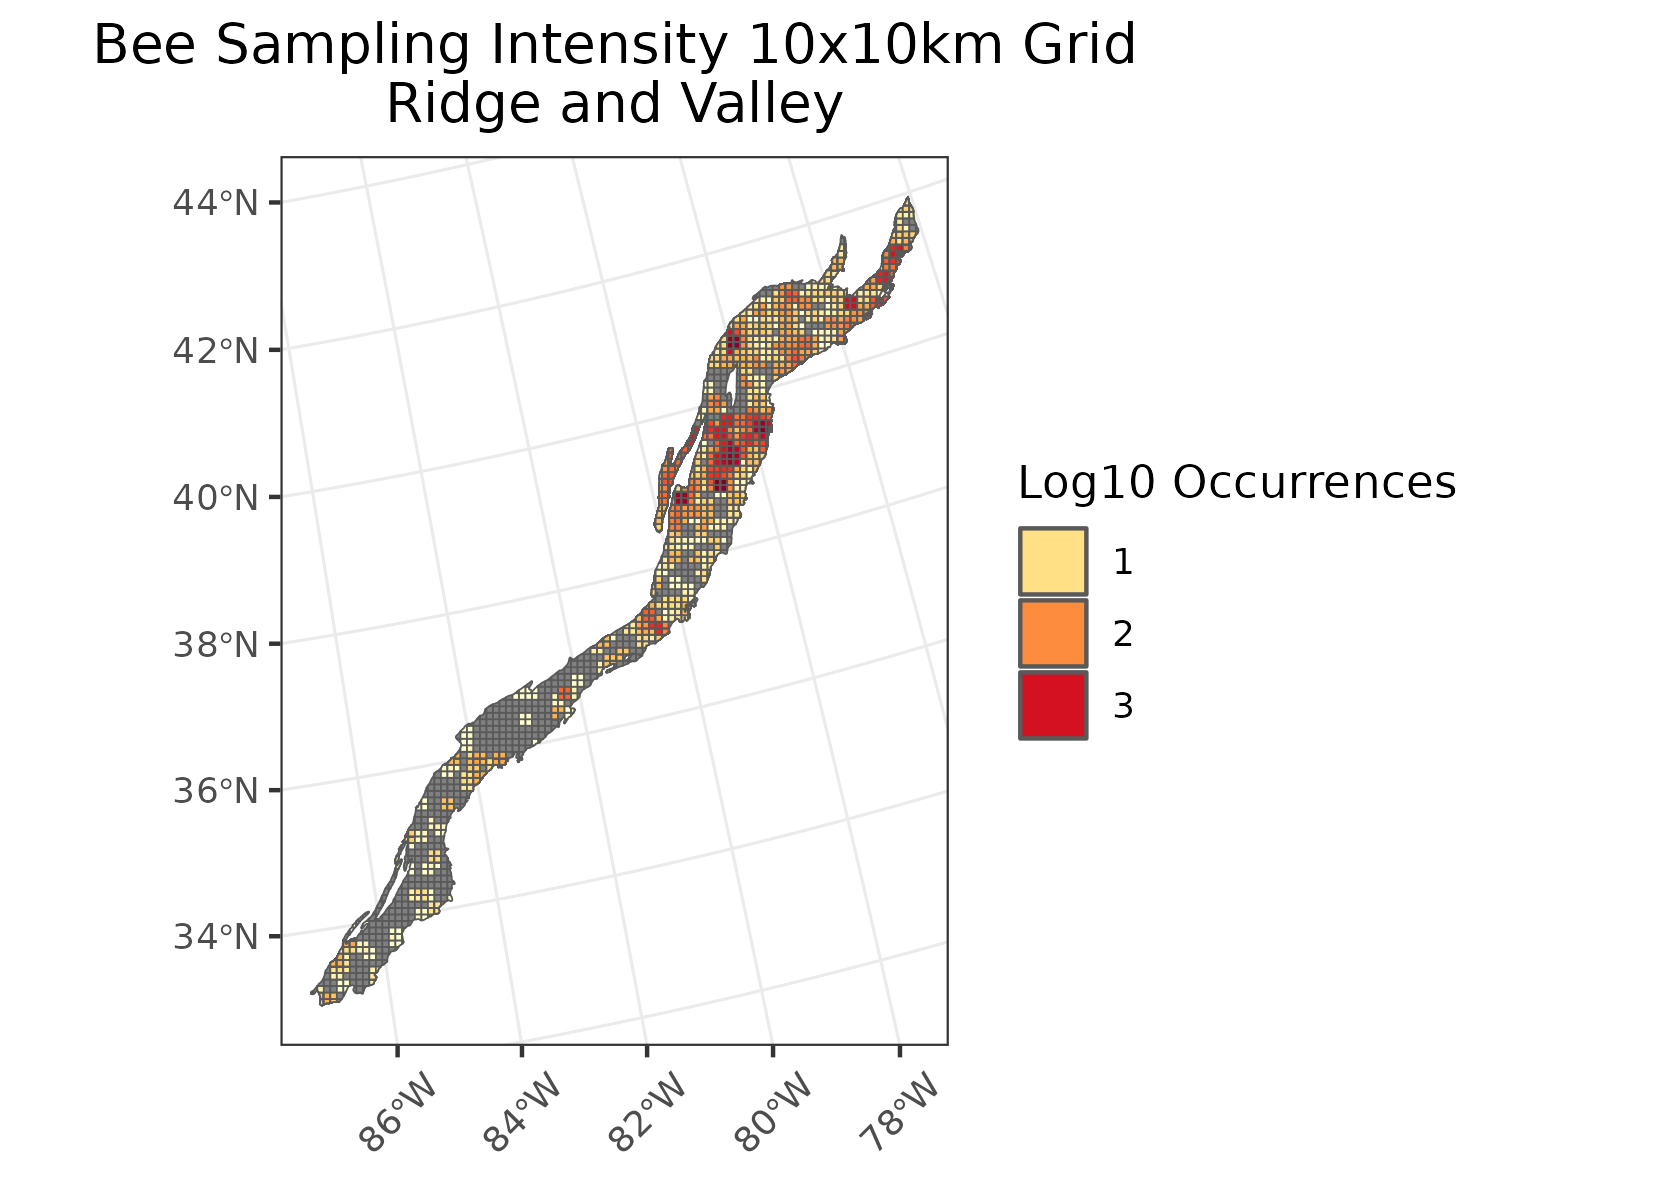 Bee Sampling Intensity 10x10km Grid
Ridge and Valley
44°N
42°N
40°N
38°N
36°N
34°N
86°W
84°W
82°W
80°W
78°W
Log10 Occurrences
1
2
3